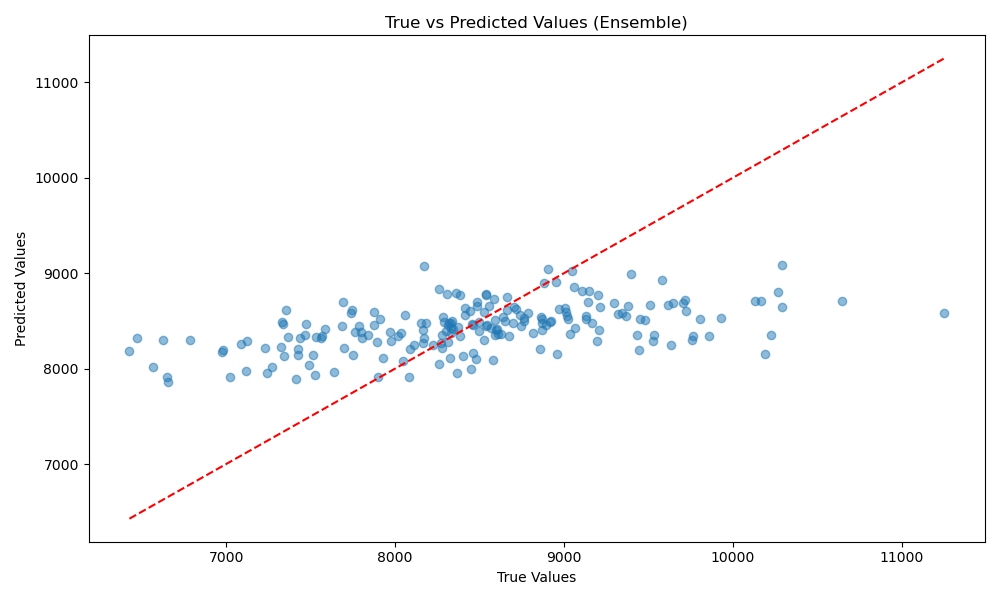 True vs Predicted Values (Ensemble)
11000
10000
9000
8000
7000
Predicted Values
7000 8000 9000 10000 11000
True Values